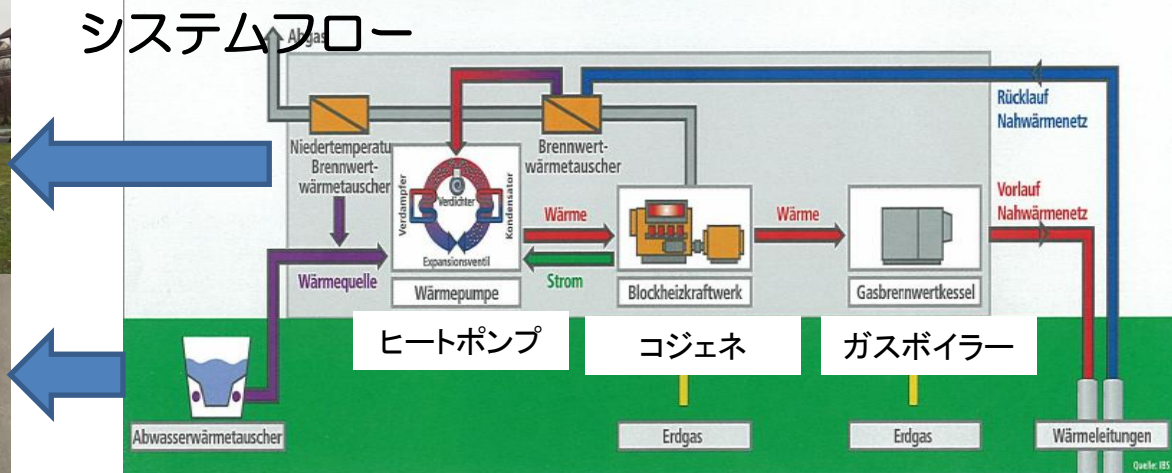 システムフロー
Abgas
Rücklauf
Nahwärmenetz
Niedertemperatu
Brennwert-
wärmetauscher
Brennwert-
wärmetauscher
Verdampfer
Verdichter
Kondensator
Expansionsventil
Vorlauf
Nahwärmenetz
Wärme
Wärme
Strom
Wärmequelle
Wärmepumpe
Blockheizkraftwerk
Gasbrennwertkessel
ヒートポンプ
コジェネ
ガスボイラー
Abwasserwärmetauscher
Erdgas
Erdgas
Wärmeleitungen
Quelle: IBS